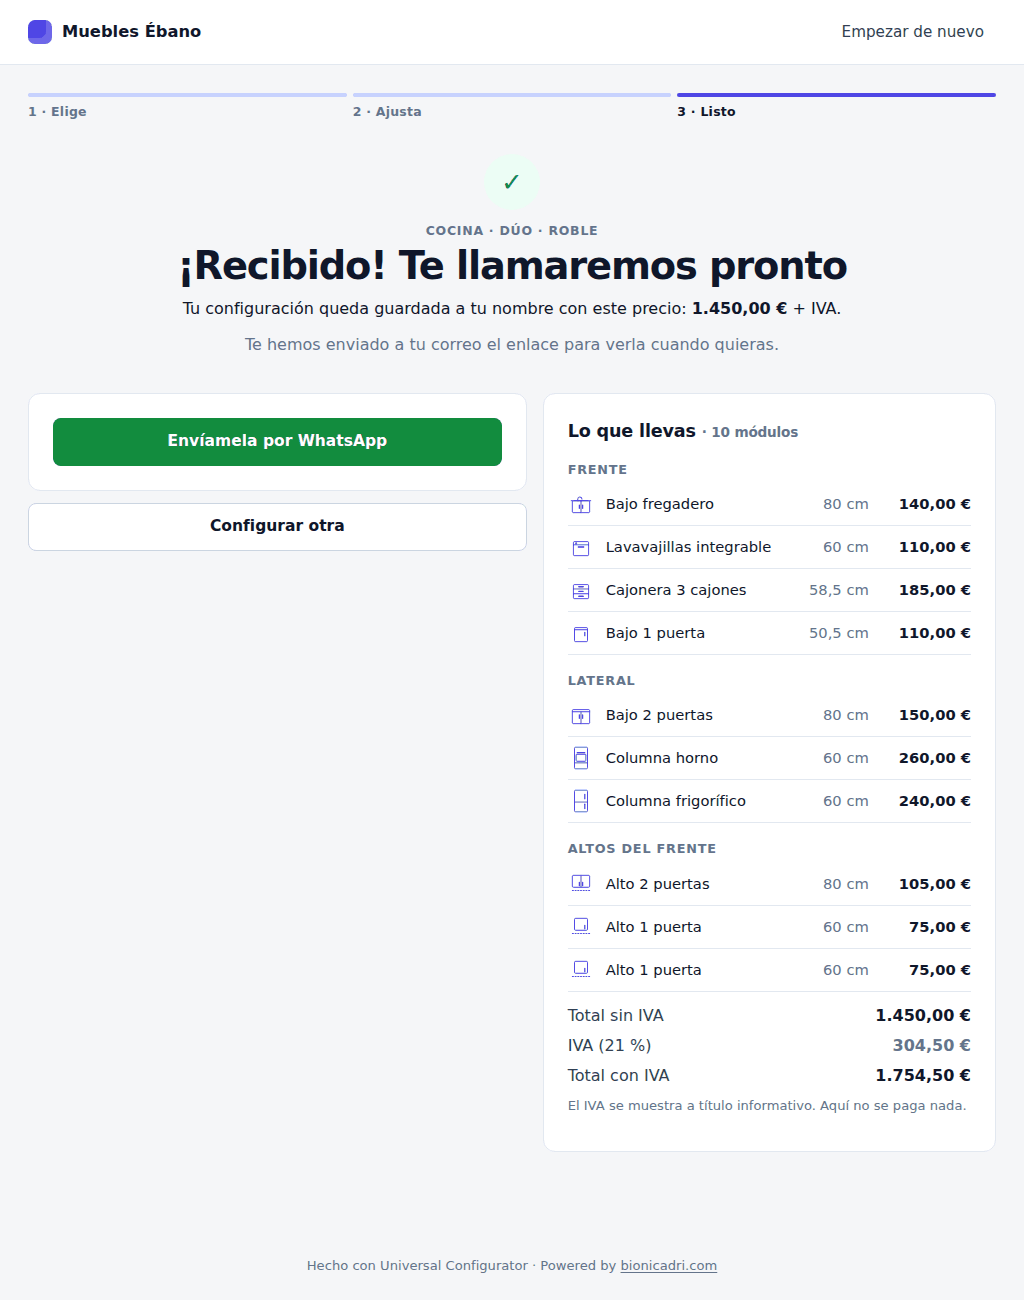 Muebles Ébano
Empezar de nuevo
1 · Elige
2 · Ajusta
3 · Listo
✓
COCINA · DÚO · ROBLE
¡Recibido! Te llamaremos pronto
Tu configuración queda guardada a tu nombre con este precio: 1.450,00 € + IVA.
Te hemos enviado a tu correo el enlace para verla cuando quieras.
Envíamela por WhatsApp
Configurar otra
Lo que llevas · 10 módulos
FRENTE
Bajo fregadero 80 cm 140,00 €
Lavavajillas integrable 60 cm 110,00 €
Cajonera 3 cajones 58,5 cm 185,00 €
Bajo 1 puerta 50,5 cm 110,00 €
LATERAL
Bajo 2 puertas 80 cm 150,00 €
Columna horno 60 cm 260,00 €
Columna frigorífico 60 cm 240,00 €
ALTOS DEL FRENTE
Alto 2 puertas 80 cm 105,00 €
Alto 1 puerta 60 cm 75,00 €
Alto 1 puerta 60 cm 75,00 €
Total sin IVA 1.450,00 €
IVA (21 %) 304,50 €
Total con IVA 1.754,50 €
El IVA se muestra a título informativo. Aquí no se paga nada.
Hecho con Universal Configurator · Powered by bionicadri.com